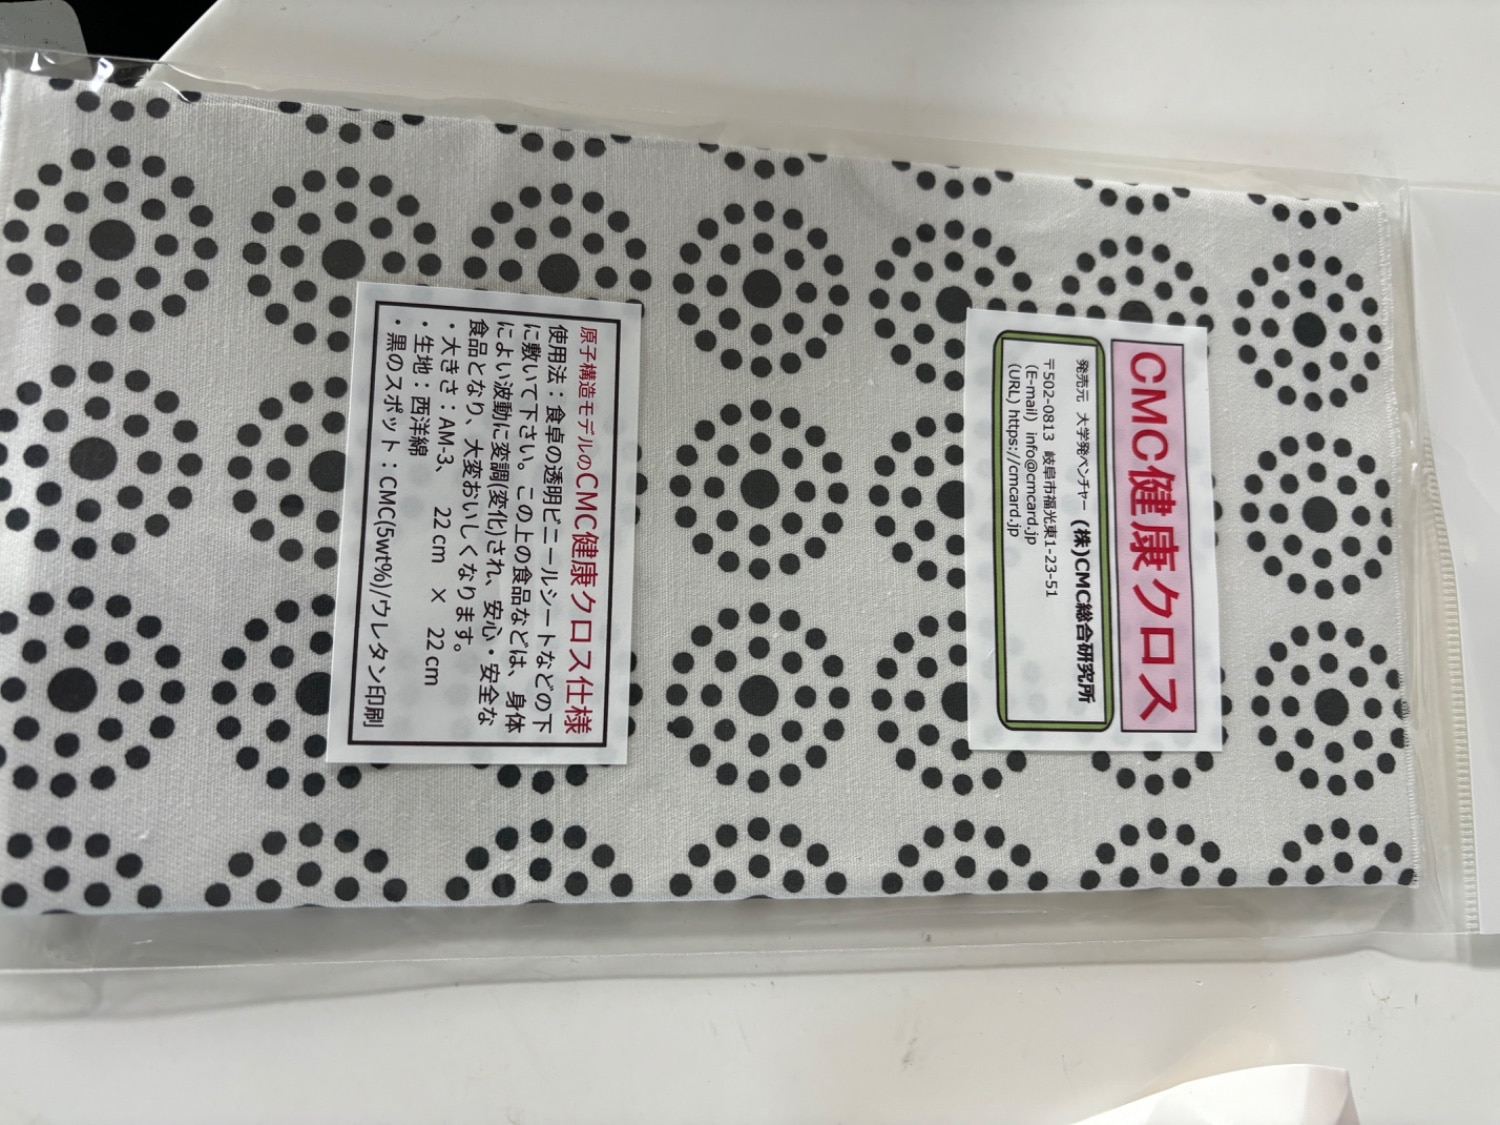 CMC健康クロス
発売元　大学発ベンチャー　(株)CMC総合研究所
〒502-0813 岐阜市福光東1-23-51
(E-mail) info@cmcard.jp
(URL) https://cmcard.jp
原子構造モデルのCMC健康クロス仕様
使用法：食卓の透明ビニールシートなどの下
に敷いて下さい。この上の食品などは、身体
によい波動に変調(変化)され、安心・安全な
食品となり、大変おいしくなります。
・大きさ：AM-3、　22 cm　×　22 cm
・生地：西洋綿
・黒のスポット：CMC(5wt%)/ウレタン印刷